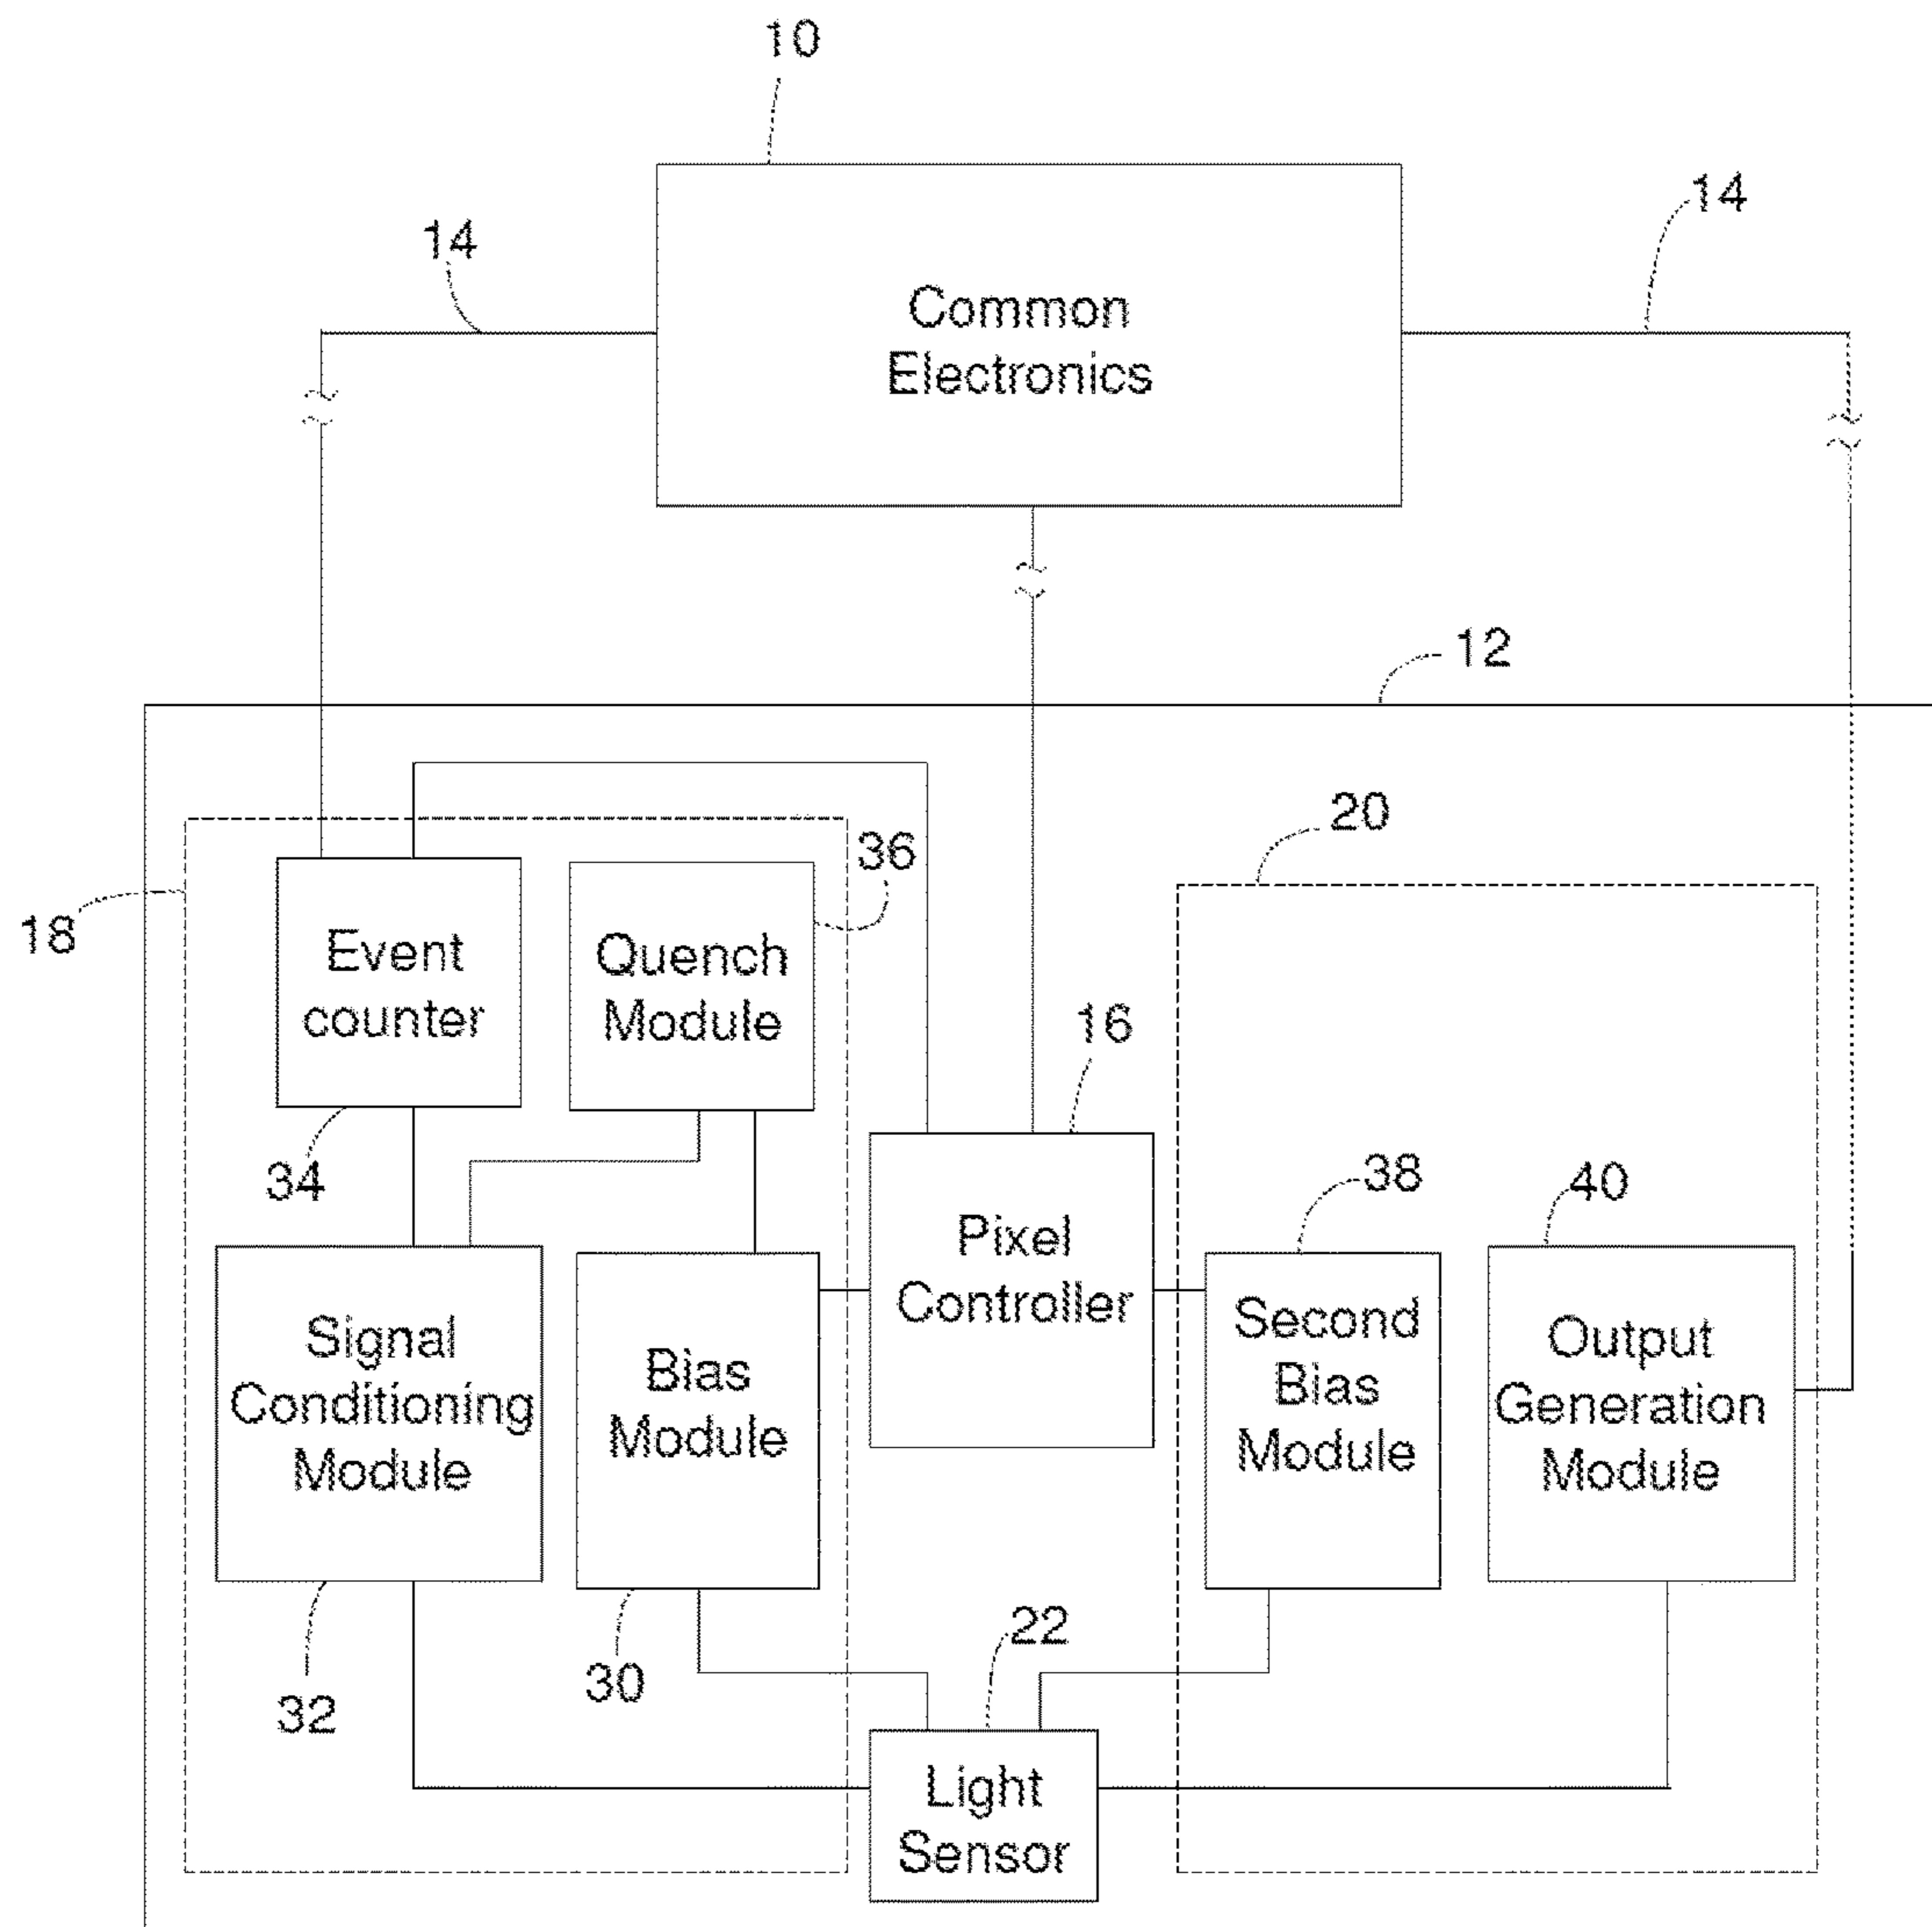 10
14
14
Common
Electronics
12
20
36
18
Event
counter
Quench
Module
16
34
38
40
Pixel
Controller
Signal
Conditioning
Module
Bias
Module
Second
Bias
Module
Output
Generation
Module
22
30
32
Light
Sensor